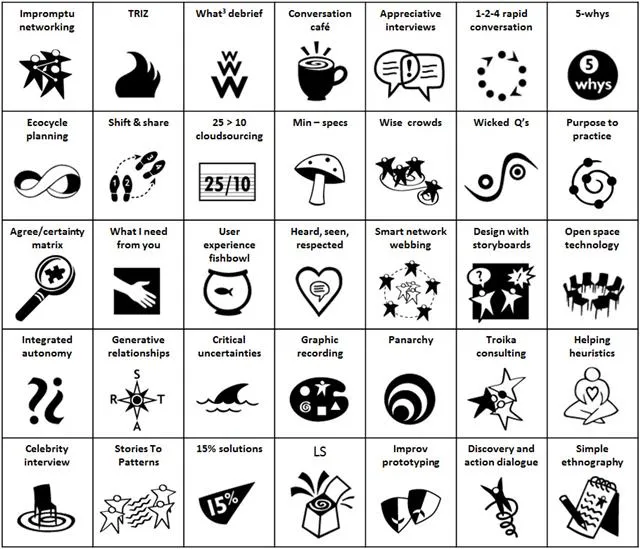 Impromptu
networking
TRIZ
What³ debrief
W
W
W
Conversation
café
Appreciative
interviews
!
1-2-4 rapid
conversation
5-whys
5
whys
Ecocycle
planning
Shift & share
1 2
3 4
25 > 10
cloudsourcing
25/10
Min – specs
Wise crowds
Wicked Q's
Purpose to
practice
Agree/certainty
matrix
What I need
from you
User
experience
fishbowl
Heard, seen,
respected
Smart network
webbing
Design with
storyboards
? !
Open space
technology
Integrated
autonomy
Generative
relationships
S
R T
A
Critical
uncertainties
Graphic
recording
Panarchy
Troika
consulting
Helping
heuristics
Celebrity
interview
Stories To
Patterns
15% solutions
15%
LS
Improv
prototyping
Discovery and
action dialogue
Simple
ethnography